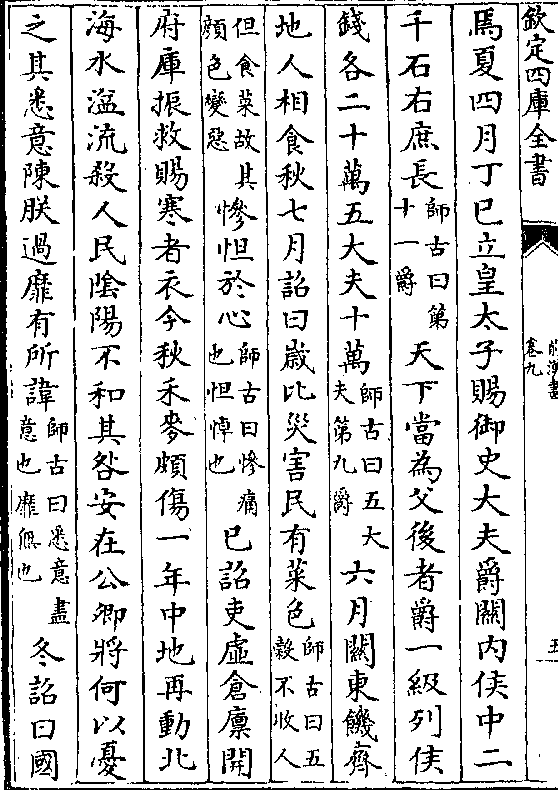 欽定四庫全書
前漢書
卷九
五
焉夏四月丁巳立皇太子賜御史大夫爵關内侯中二
千石右庶長師古曰第十一爵天下當為父後者爵一級列侯
錢各二十萬五大夫十萬師古曰五大夫第九爵六月關東饑齊
地人相食秋七月詔曰歲比災害民有菜色師古曰五穀不收人
但食菜故顔色變惡其慘怛於心師古曰慘痛也怛悼也已詔吏虛倉廩開
府庫振救賜寒者衣今秋禾麥頗傷一年中地再動北
海水溢流殺人民隂陽不和其咎安在公卿將何以憂
之其悉意陳朕過靡有所諱師古曰悉意盡意也靡無也冬詔曰國